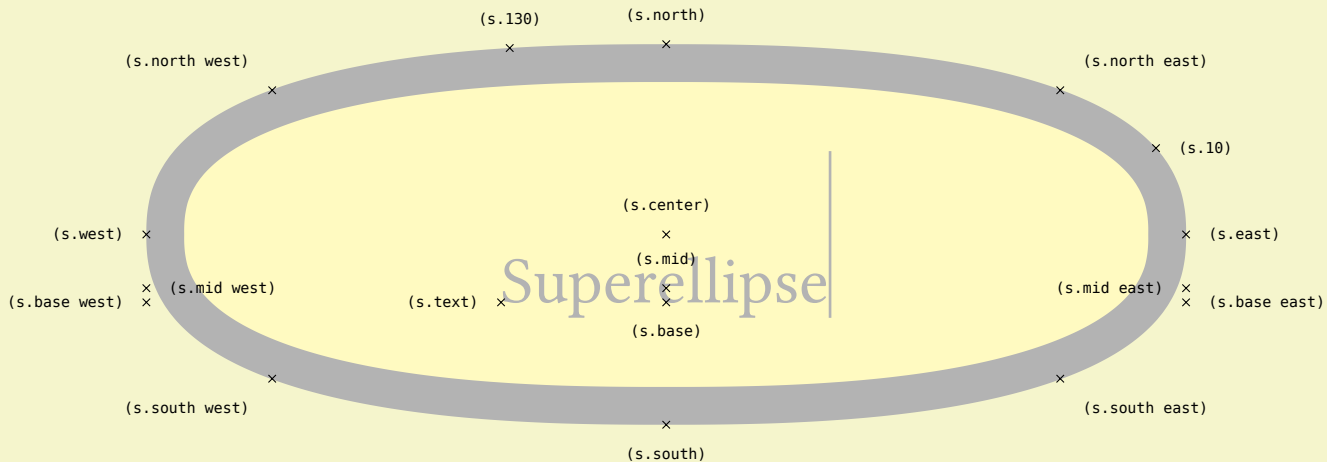 (s.130)
(s.north)
(s.north west)
(s.north east)
(s.10)
(s.center)
(s.west)
(s.east)
(s.mid)
Superellipse
(s.mid west)
(s.mid east)
(s.base west)
(s.text)
(s.base east)
(s.base)
(s.south west)
(s.south east)
(s.south)